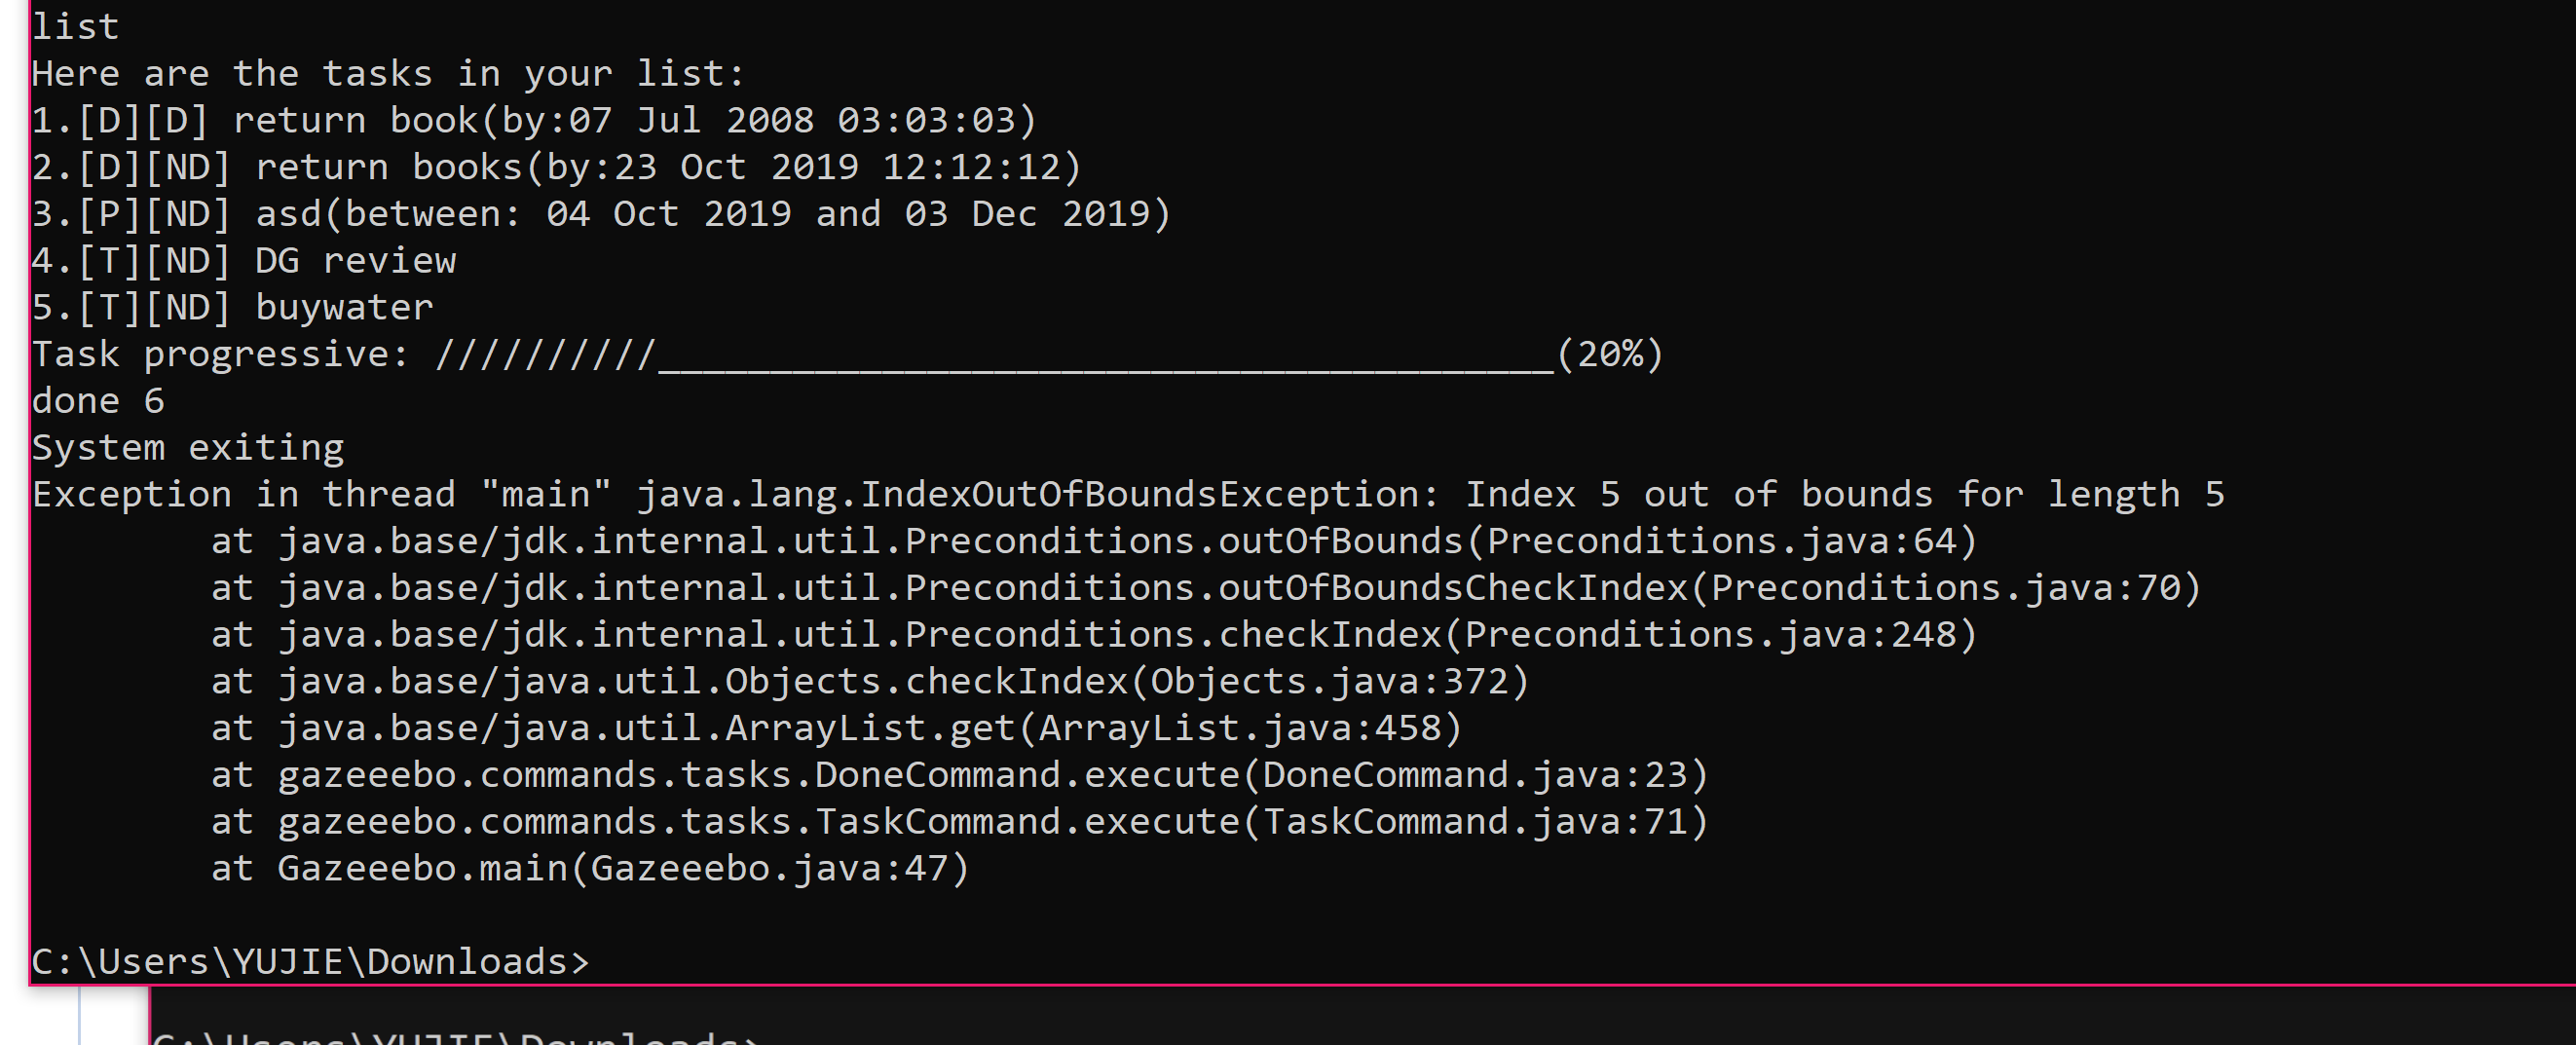 list
Here are the tasks in your list:
1.[D][D] return book(by:07 Jul 2008 03:03:03)
2.[D][ND] return books(by:23 Oct 2019 12:12:12)
3.[P][ND] asd(between: 04 Oct 2019 and 03 Dec 2019)
4.[T][ND] DG review
5.[T][ND] buywater
Task progressive: //////////________________________________________(20%)
done 6
System exiting
Exception in thread "main" java.lang.IndexOutOfBoundsException: Index 5 out of bounds for length 5
        at java.base/jdk.internal.util.Preconditions.outOfBounds(Preconditions.java:64)
        at java.base/jdk.internal.util.Preconditions.outOfBoundsCheckIndex(Preconditions.java:70)
        at java.base/jdk.internal.util.Preconditions.checkIndex(Preconditions.java:248)
        at java.base/java.util.Objects.checkIndex(Objects.java:372)
        at java.base/java.util.ArrayList.get(ArrayList.java:458)
        at gazeeebo.commands.tasks.DoneCommand.execute(DoneCommand.java:23)
        at gazeeebo.commands.tasks.TaskCommand.execute(TaskCommand.java:71)
        at Gazeeebo.main(Gazeeebo.java:47)
C:\Users\YUJIE\Downloads>
C:\Users\YUJIE\Downloads>